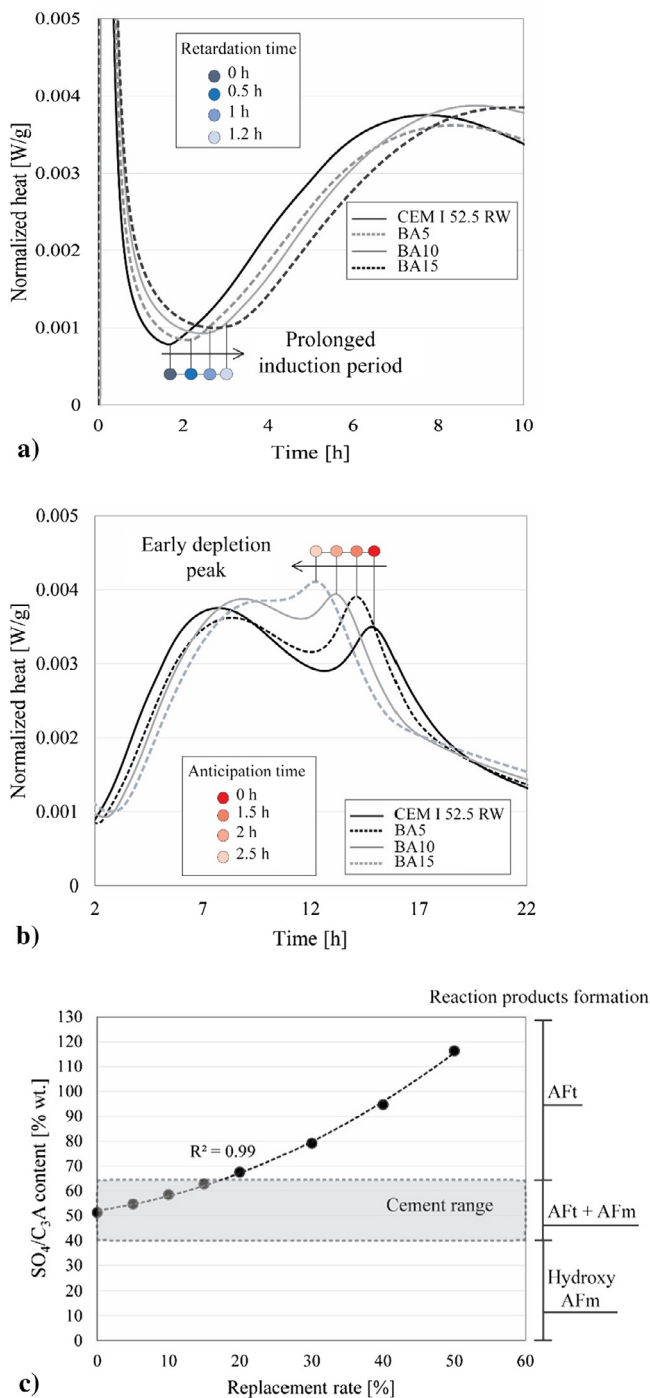 0.005
0.004
0.003
0.002
0.001
0
Normalized heat [W/g]
Retardation time
0 h
0.5 h
1 h
1.2 h
CEM I 52.5 RW
BA5
BA10
BA15
Prolonged
induction period
0 2 4 6 8 10
Time [h]
a)
0.005
0.004
0.003
0.002
0.001
0
Normalized heat [W/g]
Early depletion
peak
Anticipation time
0 h
1.5 h
2 h
2.5 h
CEM I 52.5 RW
BA5
BA10
BA15
2 7 12 17 22
Time [h]
b)
Reaction products formation
130
120
110
100
90
80
70
60
50
40
30
20
10
0
SO₄/C₃A content [% wt.]
R² = 0.99
Cement range
AFt
AFt + AFm
Hydroxy
AFm
0 10 20 30 40 50 60
Replacement rate [%]
c)